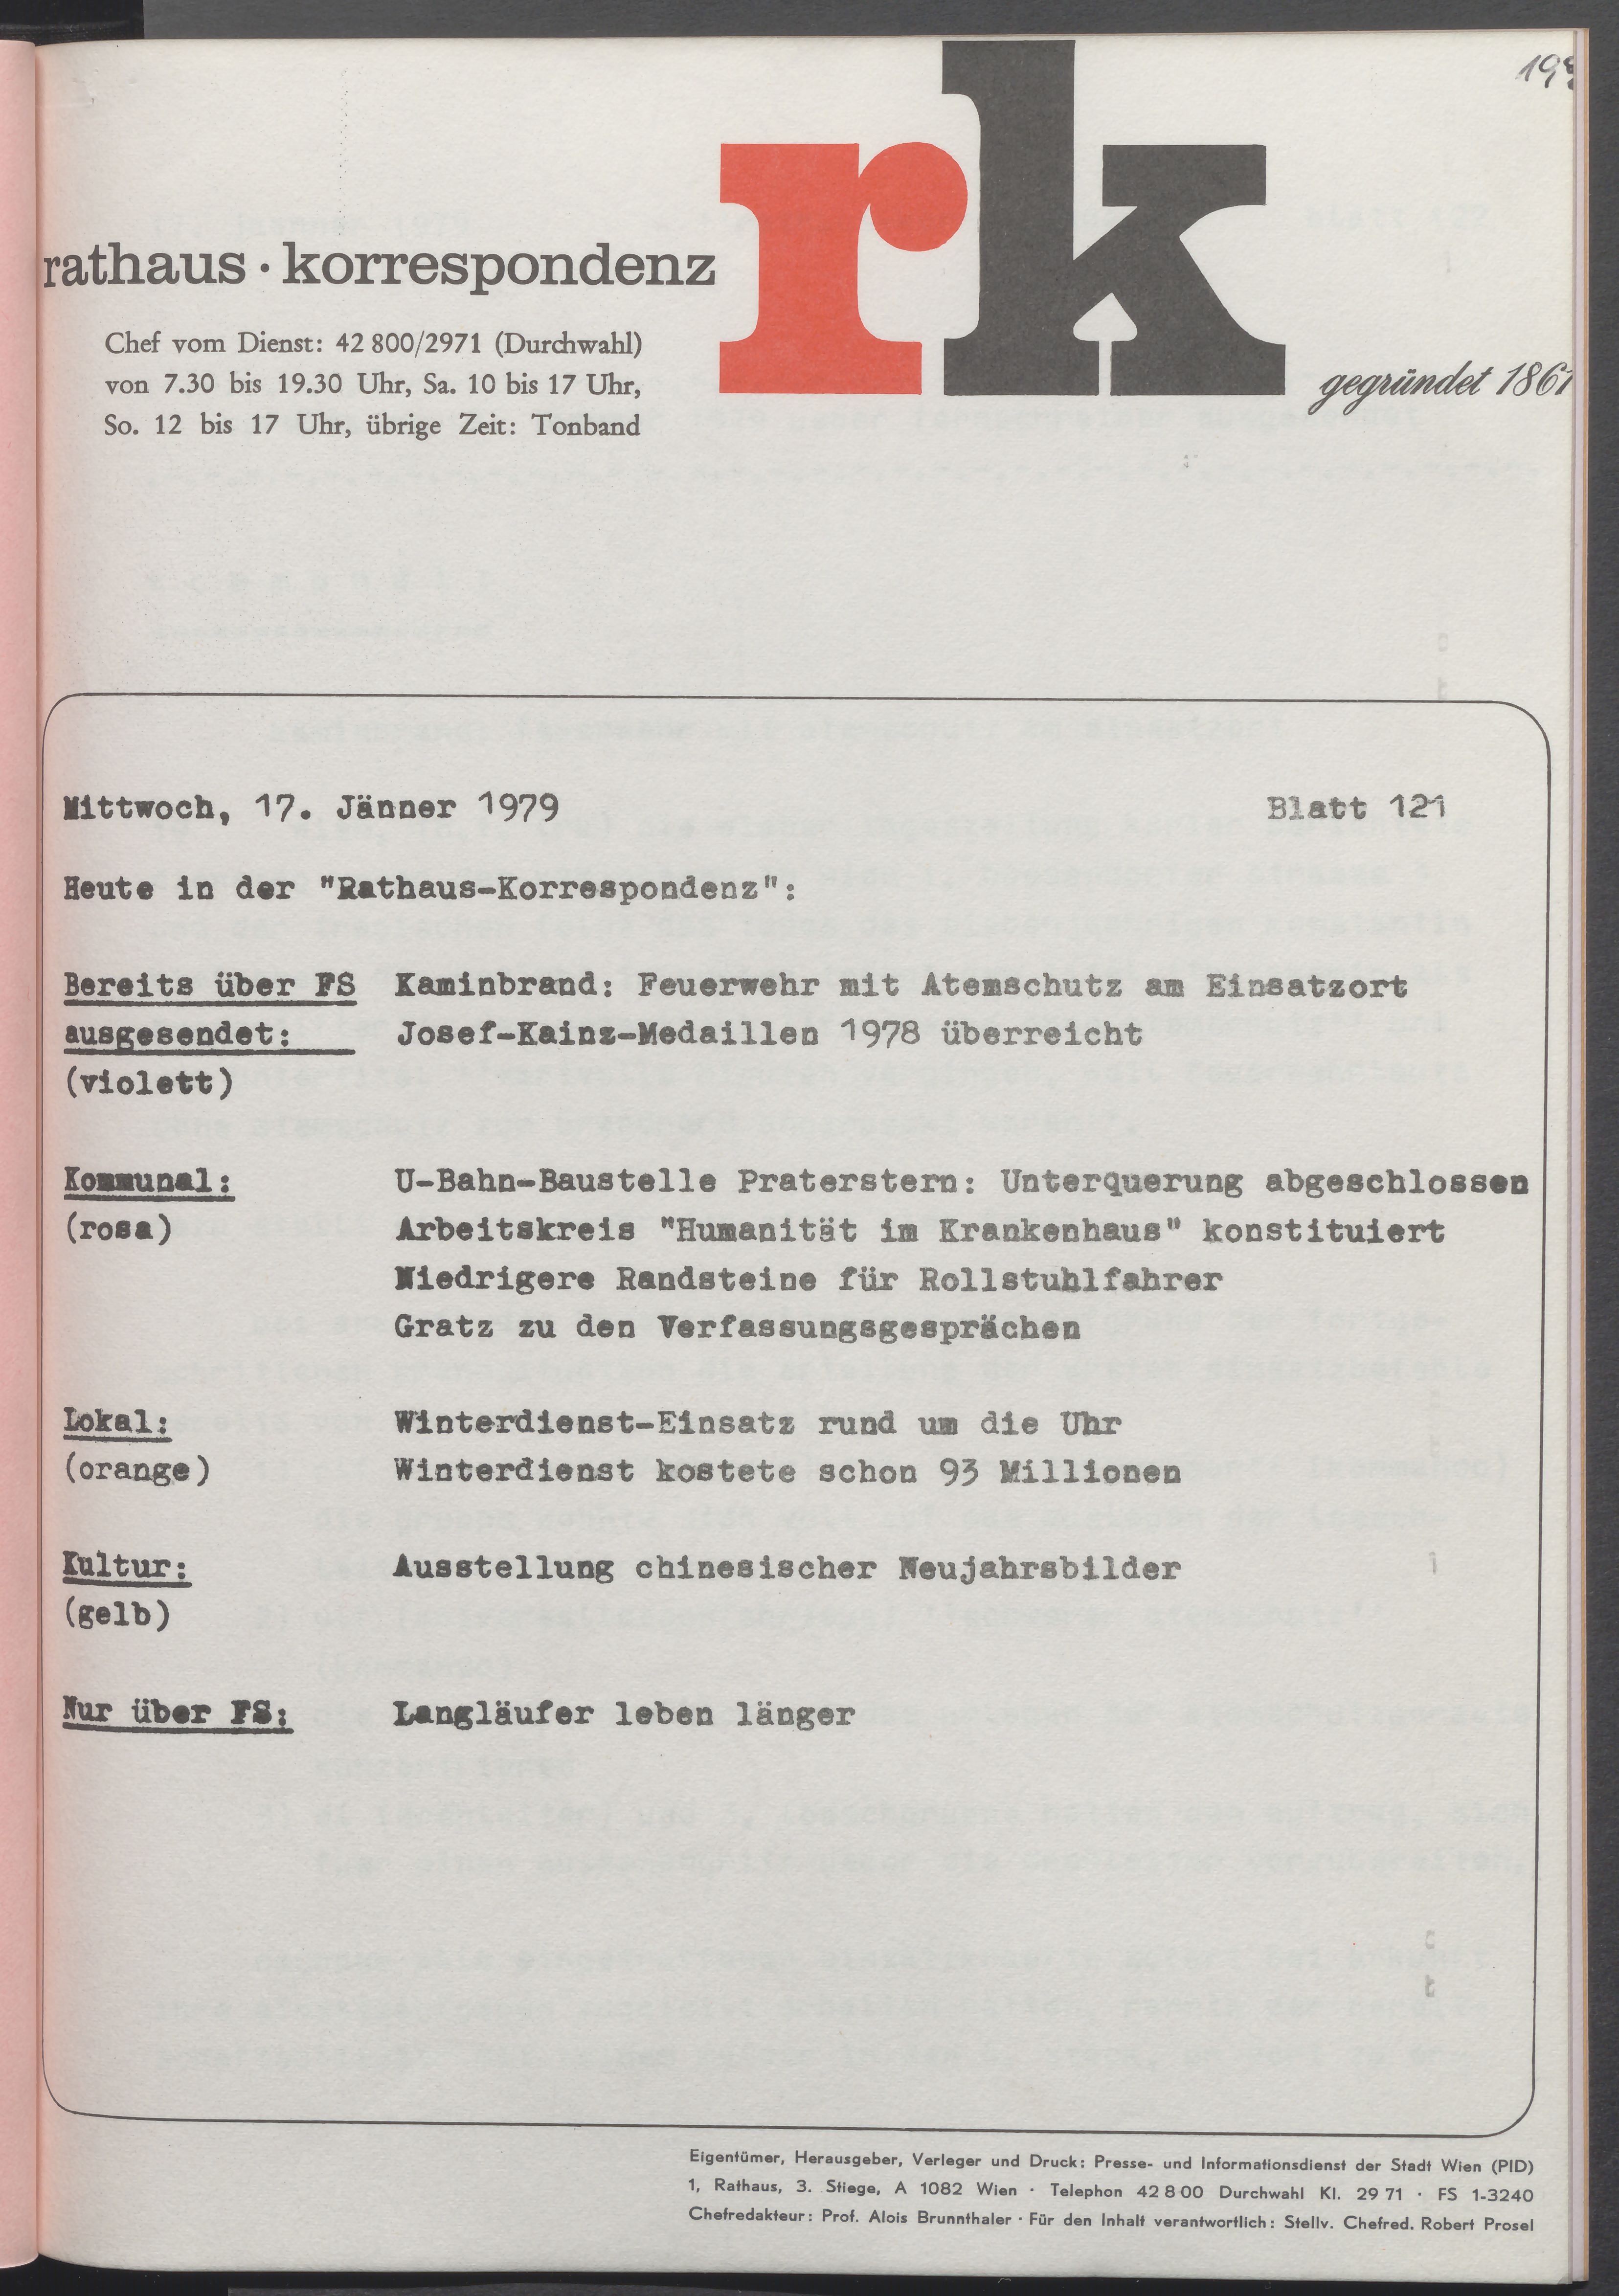 rk
rathaus · korrespondenz
Chef vom Dienst: 42 800/2971 (Durchwahl)
von 7.30 bis 19.30 Uhr, Sa. 10 bis 17 Uhr,
So. 12 bis 17 Uhr, übrige Zeit: Tonband
gegründet 1861
Mittwoch, 17. Jänner 1979 Blatt 121
Heute in der "Rathaus-Korrespondenz":
Bereits über FS Kaminbrand: Feuerwehr mit Atemschutz am Einsatzort
ausgesendet: Josef-Kainz-Medaillen 1978 überreicht
(violett)
Kommunal: U-Bahn-Baustelle Praterstern: Unterquerung abgeschlossen
(rosa) Arbeitskreis "Humanität im Krankenhaus" konstituiert
Niedrigere Randsteine für Rollstuhlfahrer
Gratz zu den Verfassungsgesprächen
Lokal: Winterdienst-Einsatz rund um die Uhr
(orange) Winterdienst kostete schon 93 Millionen
Kultur: Ausstellung chinesischer Neujahrsbilder
(gelb)
Nur über FS: Langläufer leben länger
Eigentümer, Herausgeber, Verleger und Druck: Presse- und Informationsdienst der Stadt Wien (PID)
1, Rathaus, 3. Stiege, A 1082 Wien · Telephon 42 8 00 Durchwahl Kl. 29 71 · FS 1-3240
Chefredakteur: Prof. Alois Brunnthaler · Für den Inhalt verantwortlich: Stellv. Chefred. Robert Prosel